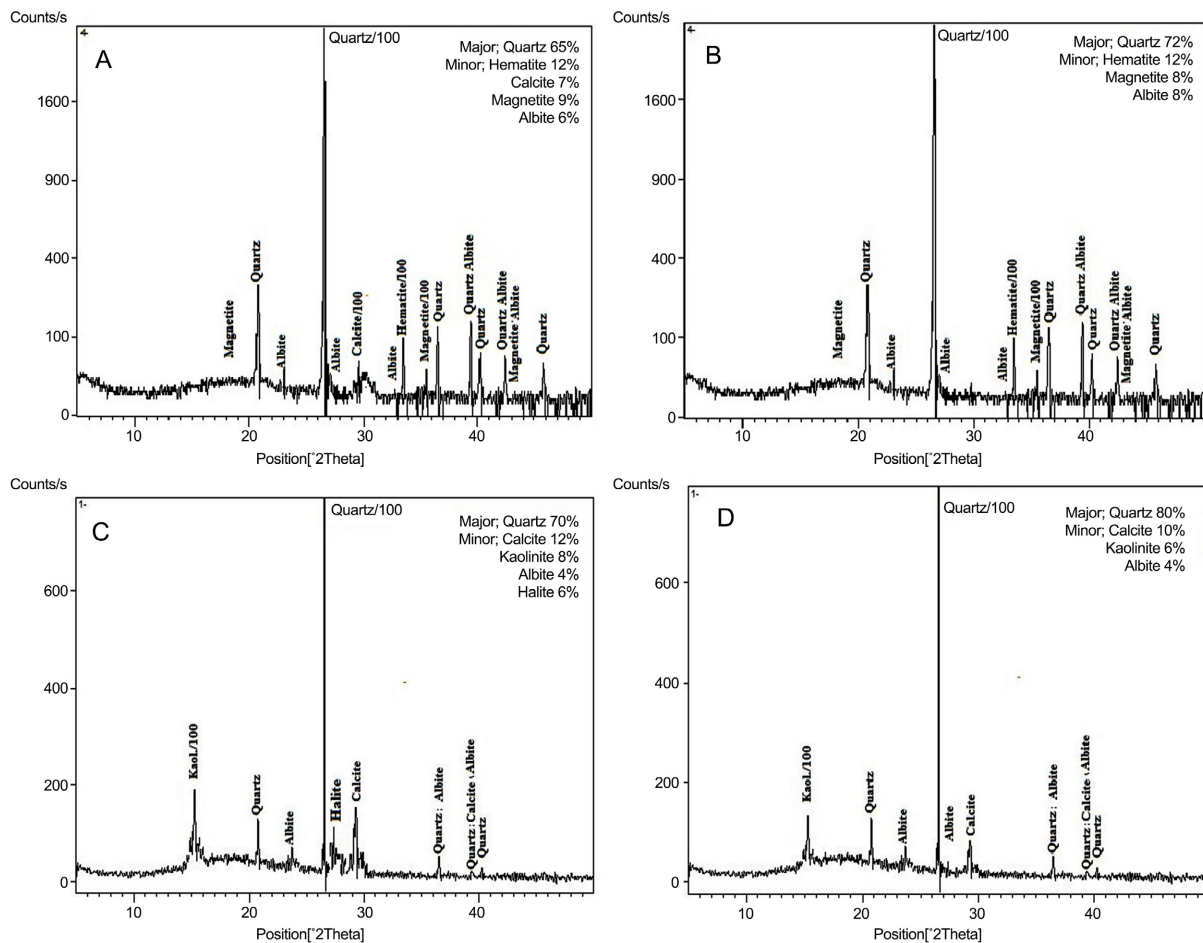 Counts/s
A
Quartz/100
Major; Quartz 65%
Minor; Hematite 12%
Calcite 7%
Magnetite 9%
Albite 6%
1600
900
400
100
0
Magnetite
Quartz
Albite
Albite
Calcite/100
Albite
Hematite/100
Magnetite/100
Quartz
Quartz Albite
Quartz
Quartz Albite
Magnetite Albite
Quartz
10
20
30
40
Position[°2Theta]
Counts/s
B
Quartz/100
Major; Quartz 72%
Minor; Hematite 12%
Magnetite 8%
Albite 8%
1600
900
400
100
0
Magnetite
Quartz
Albite
Albite
Albite
Hematite/100
Magnetite/100
Quartz
Quartz Albite
Quartz
Quartz Albite
Magnetite Albite
Quartz
10
20
30
40
Position[°2Theta]
Counts/s
1-
C
Quartz/100
Major; Quartz 70%
Minor; Calcite 12%
Kaolinite 8%
Albite 4%
Halite 6%
600
400
200
0
KaoL/100
Quartz
Albite
Halite
Calcite
Quartz: Albite
Quartz: Calcite \ Albite
Quartz
10
20
30
40
Position[°2Theta]
Counts/s
1-
D
Quartz/100
Major; Quartz 80%
Minor; Calcite 10%
Kaolinite 6%
Albite 4%
600
400
200
0
KaoL/100
Quartz
Albite
Albite
Calcite
Quartz: Albite
Quartz: Calcite \ Albite
Quartz
10
20
30
40
Position[°2Theta]